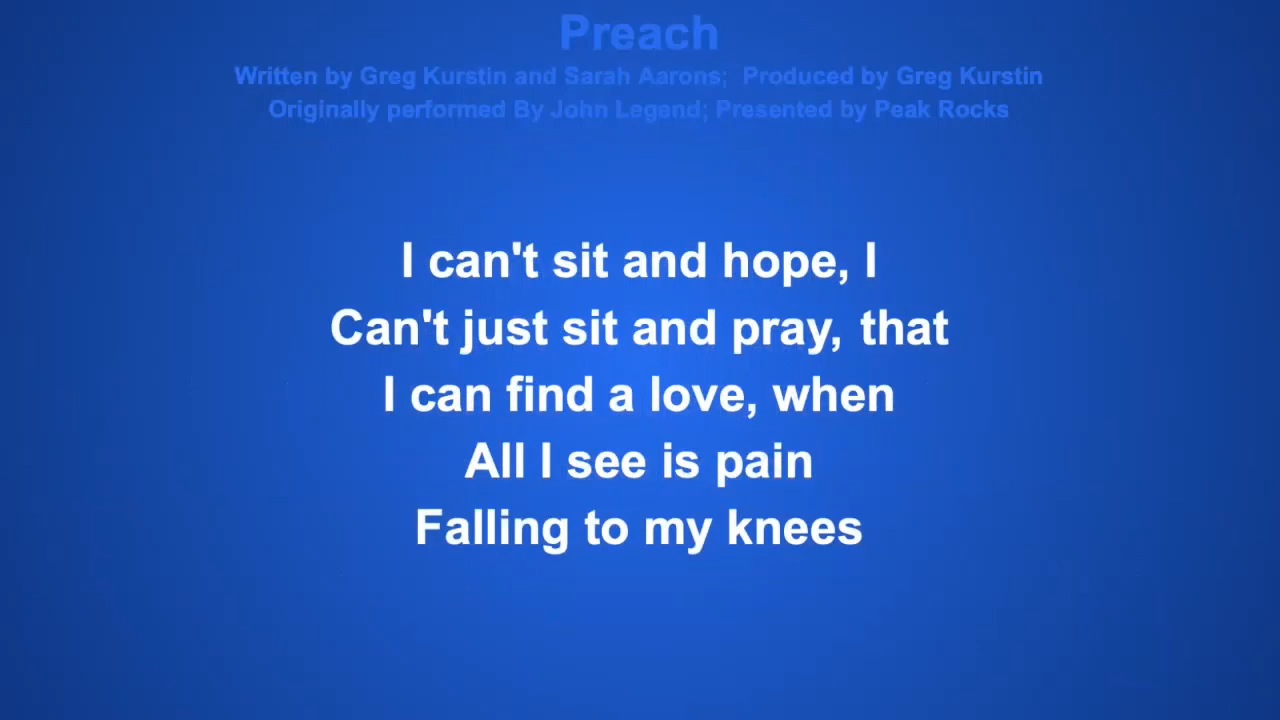 Preach
Written by Greg Kurstin and Sarah Aarons;  Produced by Greg Kurstin
Originally performed By John Legend; Presented by Peak Rocks
I can't sit and hope, I
Can't just sit and pray, that
I can find a love, when
All I see is pain
Falling to my knees